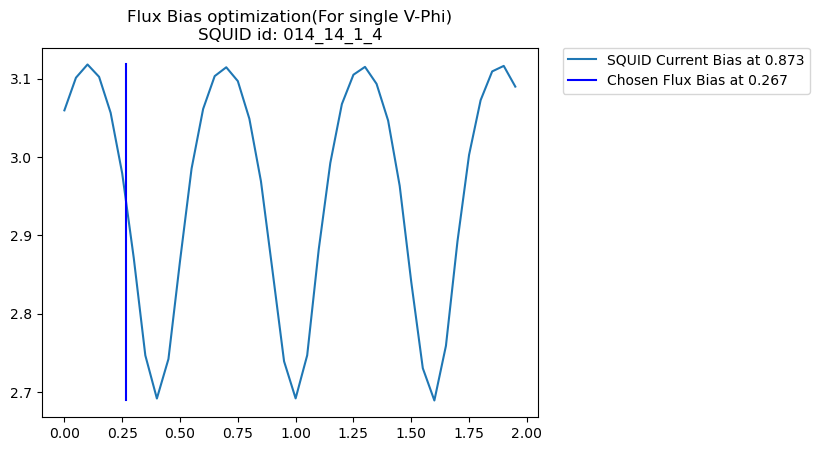 Flux Bias optimization(For single V-Phi)
SQUID id: 014_14_1_4
SQUID Current Bias at 0.873
Chosen Flux Bias at 0.267
3.1
3.0
2.9
2.8
2.7
0.00 0.25 0.50 0.75 1.00 1.25 1.50 1.75 2.00